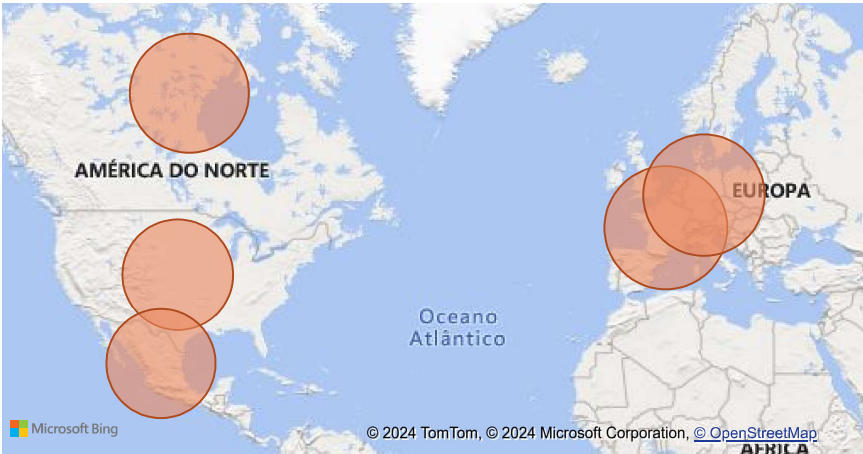 AMÉRICA DO NORTE
EUROPA
Oceano
Atlântico
Microsoft Bing
© 2024 TomTom, © 2024 Microsoft Corporation, © OpenStreetMap
ÁFRICA